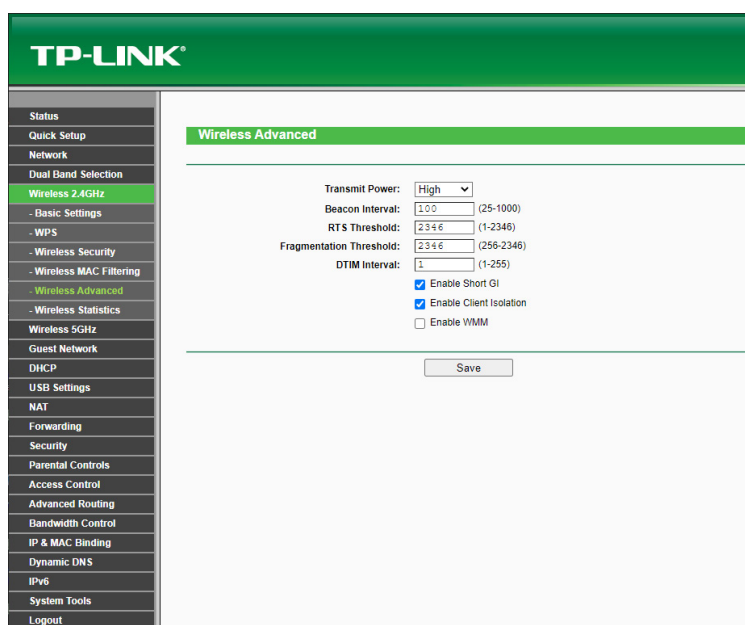 TP-LINK®
Status
Quick Setup
Network
Dual Band Selection
Wireless 2.4GHz
- Basic Settings
- WPS
- Wireless Security
- Wireless MAC Filtering
- Wireless Advanced
- Wireless Statistics
Wireless 5GHz
Guest Network
DHCP
USB Settings
NAT
Forwarding
Security
Parental Controls
Access Control
Advanced Routing
Bandwidth Control
IP & MAC Binding
Dynamic DNS
IPv6
System Tools
Logout
Wireless Advanced
Transmit Power: High
Beacon Interval: 100 (25-1000)
RTS Threshold: 2346 (1-2346)
Fragmentation Threshold: 2346 (256-2346)
DTIM Interval: 1 (1-255)
Enable Short GI
Enable Client Isolation
Enable WMM
Save